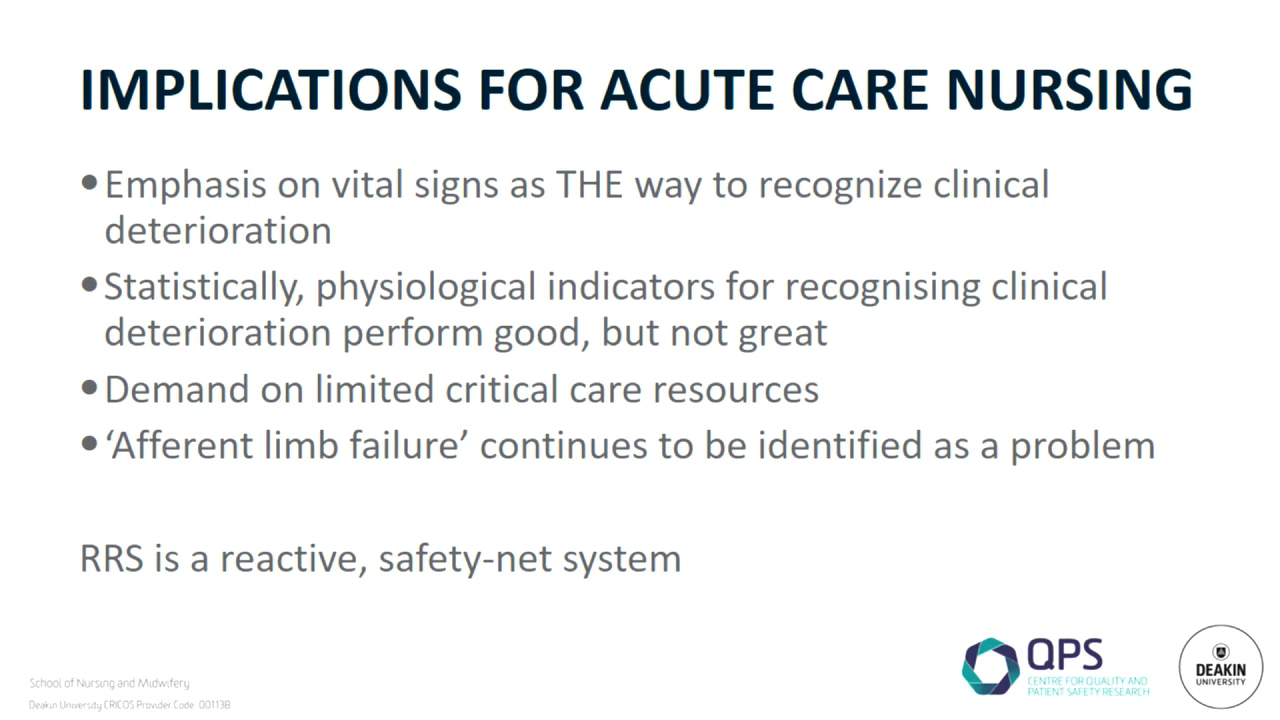 IMPLICATIONS FOR ACUTE CARE NURSING
•Emphasis on vital signs as THE way to recognize clinical
deterioration
•Statistically, physiological indicators for recognising clinical
deterioration perform good, but not great
•Demand on limited critical care resources
•‘Afferent limb failure’ continues to be identified as a problem
RRS is a reactive, safety-net system
QPS
CENTRE FOR QUALITY AND
PATIENT SAFETY RESEARCH
DEAKIN
UNIVERSITY
School of Nursing and Midwifery
Deakin University CRICOS Provider Code: 00113B